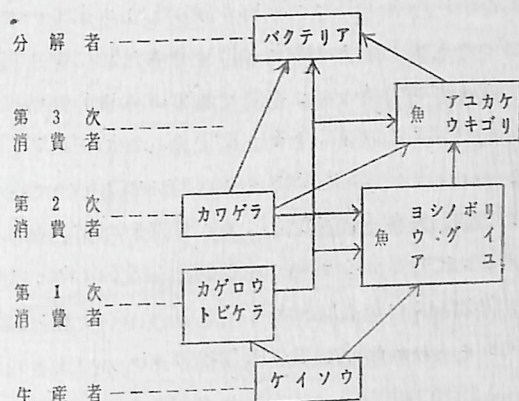 分解者
バクテリア
アユカケ
魚
ウキゴリ
第3次
消費者
第2次
消費者
カワゲラ
ヨシノボリ
魚 ウグイ
アユ
第1次
消費者
カゲロウ
トビケラ
生産者
ケイソウ